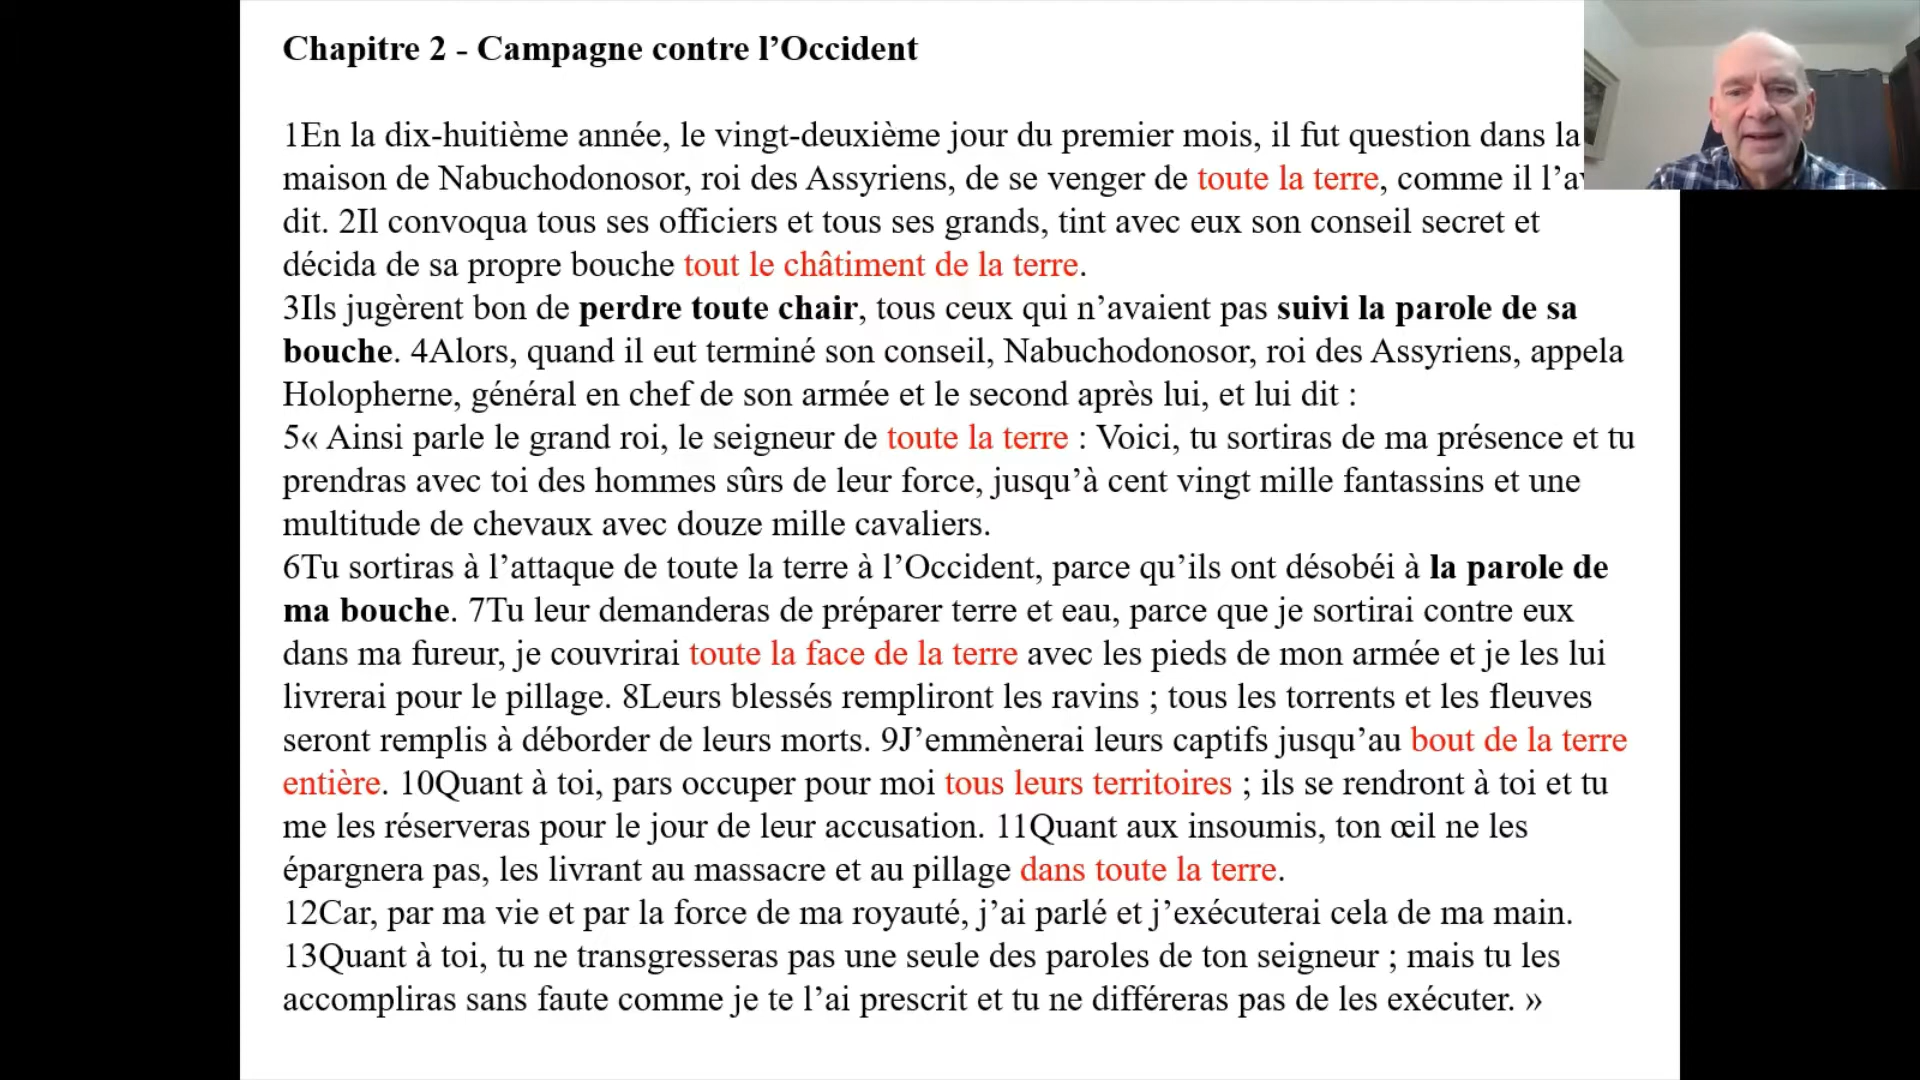 Chapitre 2 - Campagne contre l’Occident
1En la dix-huitième année, le vingt-deuxième jour du premier mois, il fut question dans la
maison de Nabuchodonosor, roi des Assyriens, de se venger de toute la terre, comme il
dit. 2Il convoqua tous ses officiers et tous ses grands, tint avec eux son conseil secret et
décida de sa propre bouche tout le châtiment de la terre.
3Ils jugèrent bon de perdre toute chair, tous ceux qui n’avaient pas suivi la parole de sa
bouche. 4Alors, quand il eut terminé son conseil, Nabuchodonosor, roi des Assyriens, appela
Holopherne, général en chef de son armée et le second après lui, et lui dit :
5« Ainsi parle le grand roi, le seigneur de toute la terre : Voici, tu sortiras de ma présence et tu
prendras avec toi des hommes sûrs de leur force, jusqu’à cent vingt mille fantassins et une
multitude de chevaux avec douze mille cavaliers.
6Tu sortiras à l’attaque de toute la terre à l’Occident, parce qu’ils ont désobéi à la parole de
ma bouche. 7Tu leur demanderas de préparer terre et eau, parce que je sortirai contre eux
dans ma fureur, je couvrirai toute la face de la terre avec les pieds de mon armée et je les lui
livrerai pour le pillage. 8Leurs blessés rempliront les ravins ; tous les torrents et les fleuves
seront remplis à déborder de leurs morts. 9J’emmènerai leurs captifs jusqu’au bout de la terre
entière. 10Quant à toi, pars occuper pour moi tous leurs territoires ; ils se rendront à toi et tu
me les réserveras pour le jour de leur accusation. 11Quant aux insoumis, ton œil ne les
épargnera pas, les livrant au massacre et au pillage dans toute la terre.
12Car, par ma vie et par la force de ma royauté, j’ai parlé et j’exécuterai cela de ma main.
13Quant à toi, tu ne transgresseras pas une seule des paroles de ton seigneur ; mais tu les
accompliras sans faute comme je te l’ai prescrit et tu ne différeras pas de les exécuter. »